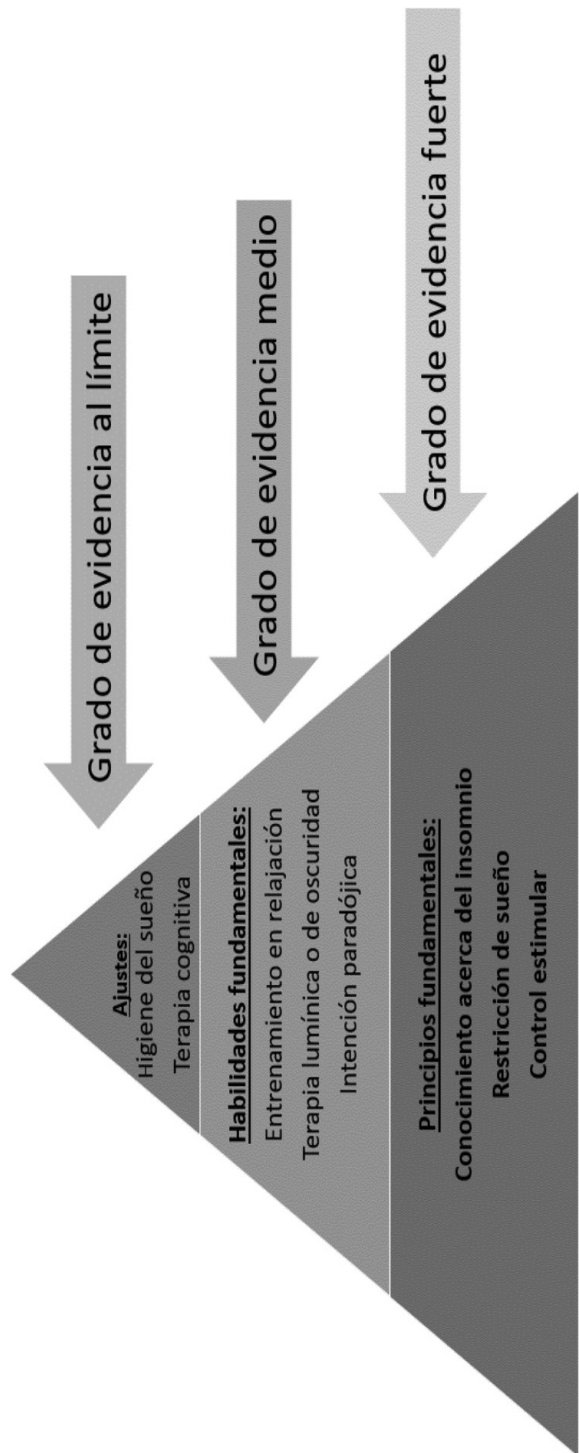 Ajustes:
Higiene del sueño
Terapia cognitiva
Grado de evidencia al límite
Habilidades fundamentales:
Entrenamiento en relajación
Terapia lumínica o de oscuridad
Intención paradójica
Grado de evidencia medio
Principios fundamentales:
Conocimiento acerca del insomnio
Restricción de sueño
Control estimular
Grado de evidencia fuerte